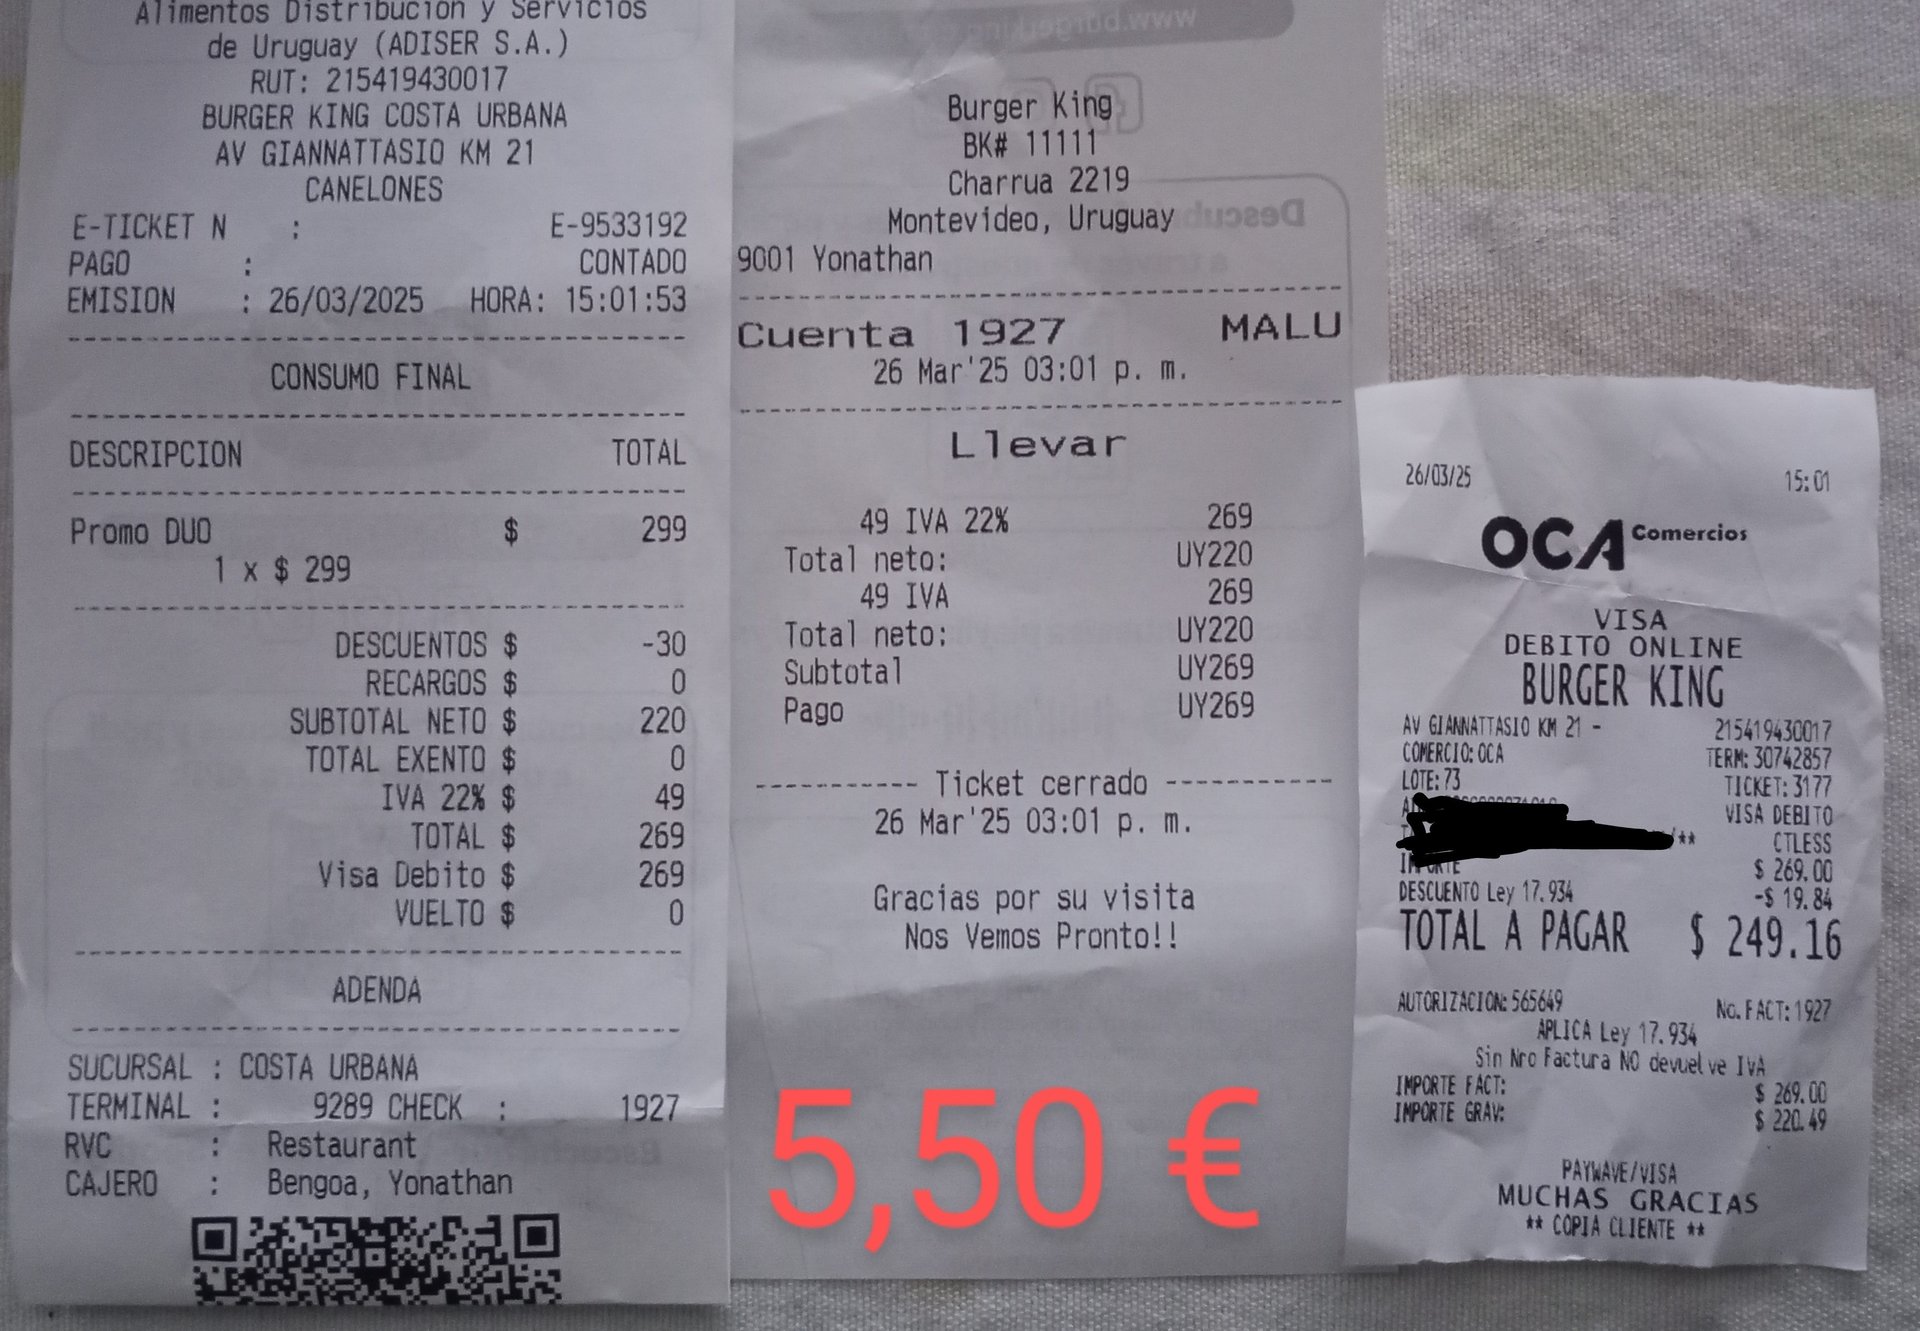 Alimentos Distribucion y Servicios
de Uruguay (ADISER S.A.)
RUT: 215419430017
BURGER KING COSTA URBANA
AV GIANNATTASIO KM 21
CANELONES
E-TICKET N : E-9533192
PAGO : CONTADO
EMISION : 26/03/2025 HORA: 15:01:53
CONSUMO FINAL
DESCRIPCION TOTAL
Promo DUO $ 299
1 x $ 299
DESCUENTOS $ -30
RECARGOS $ 0
SUBTOTAL NETO $ 220
TOTAL EXENTO $ 0
IVA 22% $ 49
TOTAL $ 269
Visa Debito $ 269
VUELTO $ 0
ADENDA
SUCURSAL : COSTA URBANA
TERMINAL : 9289 CHECK : 1927
RVC : Restaurant
CAJERO : Bengoa, Yonathan
Burger King
BK# 11111
Charrua 2219
Montevideo, Uruguay
9001 Yonathan
Cuenta 1927 MALU
26 Mar'25 03:01 p. m.
Llevar
49 IVA 22% 269
Total neto: UY220
49 IVA 269
Total neto: UY220
Subtotal UY269
Pago UY269
---------- Ticket cerrado -----------
26 Mar'25 03:01 p. m.
Gracias por su visita
Nos Vemos Pronto!!
5,50 €
26/03/25 15:01
OCA Comercios
VISA
DEBITO ONLINE
BURGER KING
AV GIANNATTASIO KM 21 - 215419430017
COMERCIO: OCA TERM: 30742857
LOTE: 73 TICKET: 3177
VISA DEBITO
/** CTLESS
IMPORTE $ 269.00
DESCUENTO Ley 17.934 -$ 19.84
TOTAL A PAGAR $ 249.16
AUTORIZACION: 565649 No. FACT: 1927
APLICA Ley 17.934
Sin Nro Factura NO devuelve IVA
IMPORTE FACT: $ 269.00
IMPORTE GRAV: $ 220.49
PAYWAVE/VISA
MUCHAS GRACIAS
** COPIA CLIENTE **